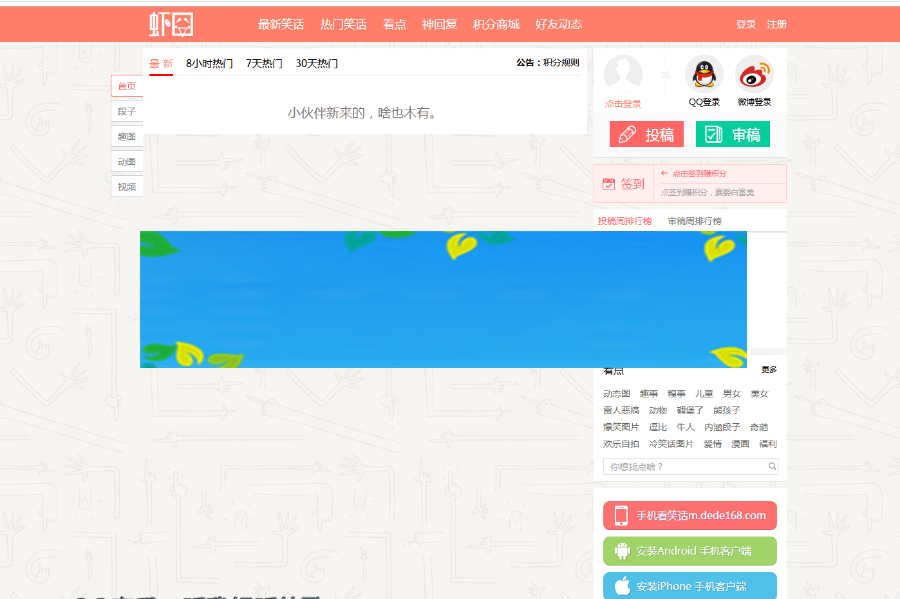 虾囧
最新笑话 热门笑话 看点 神回复 积分商城 好友动态
登录 注册
最 新 8小时热门 7天热门 30天热门
公告：积分规则
小伙伴新来的，啥也木有。
首页
段子
趣图
动图
视频
点击登录
或
QQ登录
微博登录
投稿
审稿
签到
← 点击签到赚积分
点签到赚积分，赢娶白富美
投稿周排行榜 审稿周排行榜
看点
更多
动态图 趣事 糗事 儿童 男女 美女
雷人恶搞 动物 碉堡了 熊孩子
爆笑图片 逗比 牛人 内涵段子 奇葩
欢乐自拍 冷笑话图片 爱情 漫画 福利
你想找点啥？
手机看笑话m.dede168.com
安装Android 手机客户端
安装iPhone 手机客户端